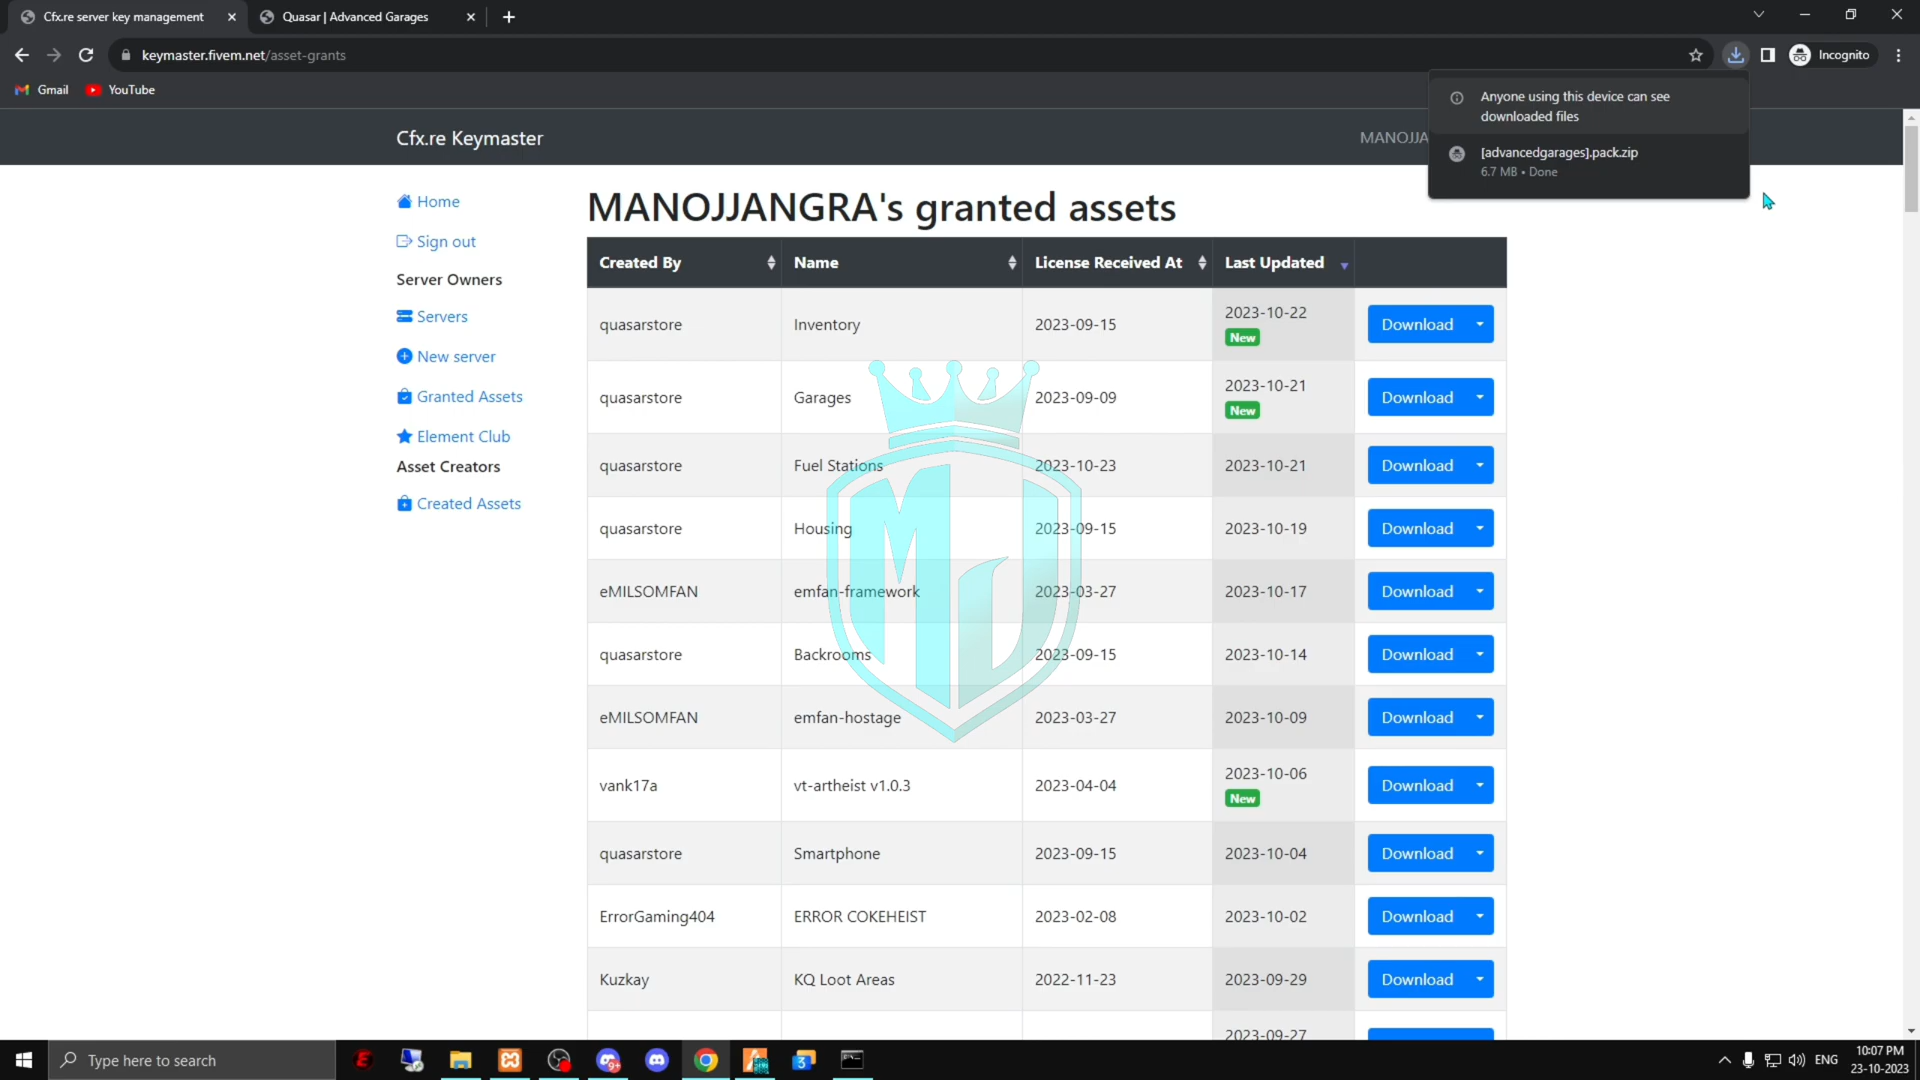 Cfx.re server key management
Quasar | Advanced Garages
keymaster.fivem.net/asset-grants
Incognito
Gmail
YouTube
Anyone using this device can see
downloaded files
[advancedgarages].pack.zip
6.7 MB • Done
Cfx.re Keymaster
MANOJJA
Home
Sign out
Server Owners
Servers
New server
Granted Assets
Element Club
Asset Creators
Created Assets
MANOJJANGRA's granted assets
Created By Name License Received At Last Updated
quasarstore Inventory 2023-09-15 2023-10-22 New Download
quasarstore Garages 2023-09-09 2023-10-21 New Download
quasarstore Fuel Stations 2023-10-23 2023-10-21 Download
quasarstore Housing 2023-09-15 2023-10-19 Download
eMILSOMFAN emfan-framework 2023-03-27 2023-10-17 Download
quasarstore Backrooms 2023-09-15 2023-10-14 Download
eMILSOMFAN emfan-hostage 2023-03-27 2023-10-09 Download
vank17a vt-artheist v1.0.3 2023-04-04 2023-10-06 New Download
quasarstore Smartphone 2023-09-15 2023-10-04 Download
ErrorGaming404 ERROR COKEHEIST 2023-02-08 2023-10-02 Download
Kuzkay KQ Loot Areas 2022-11-23 2023-09-29 Download
2023-09-27
MJ
Type here to search
ENG
10:07 PM
23-10-2023